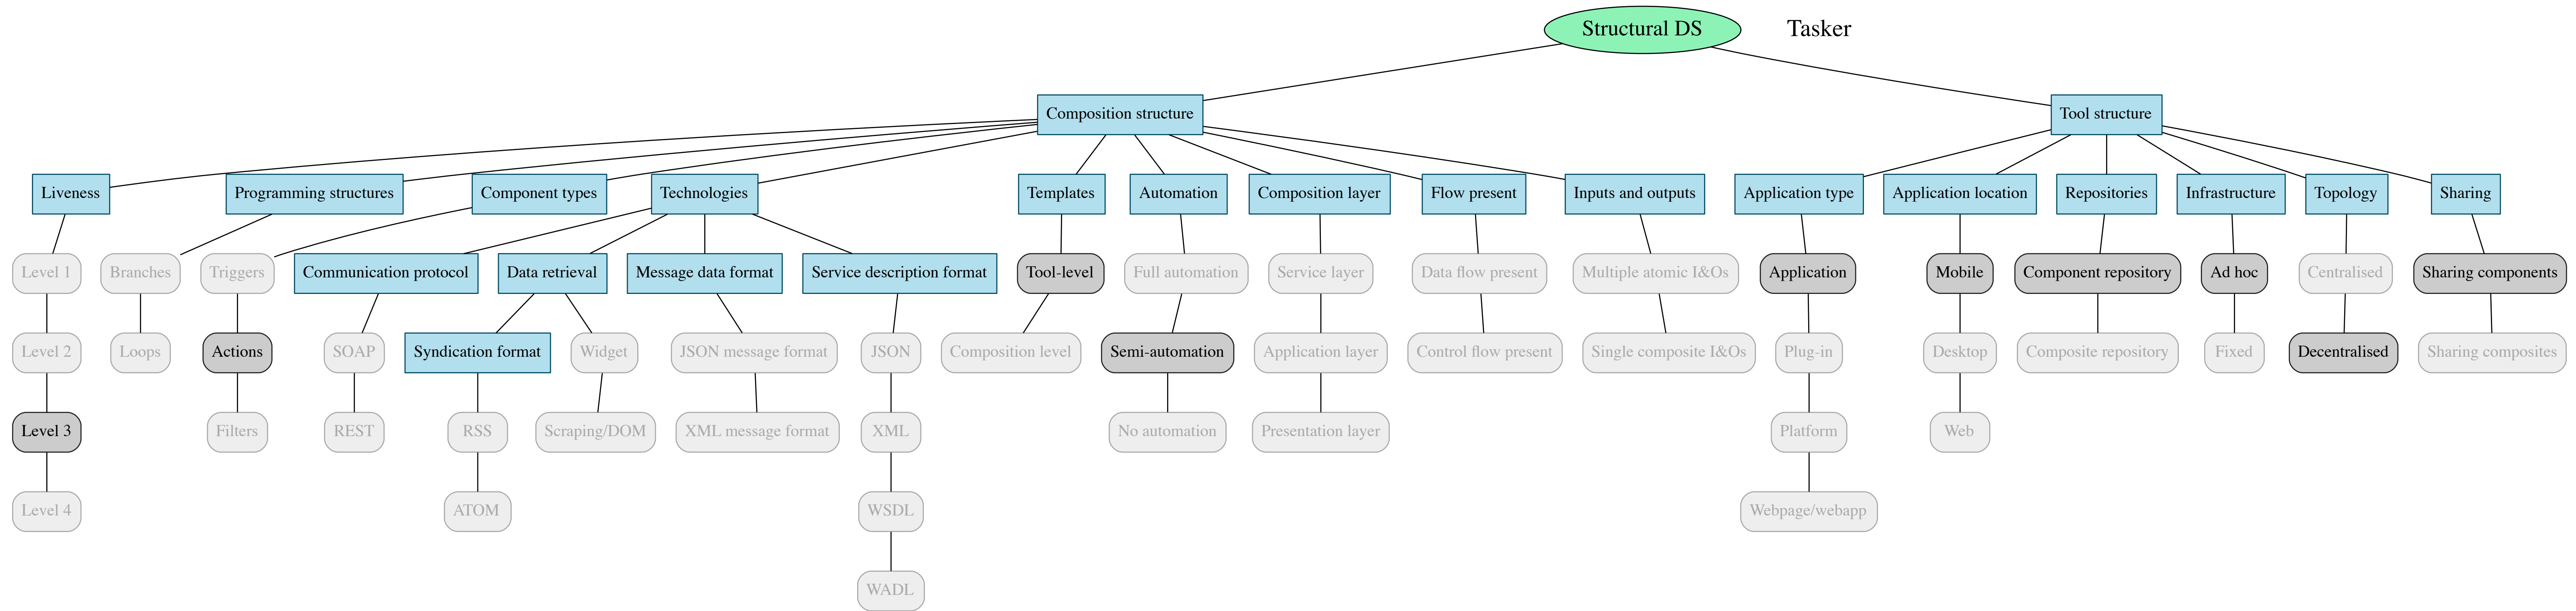 Structural DS
Tasker
Composition structure
Tool structure
Liveness
Programming structures
Component types
Technologies
Templates
Automation
Composition layer
Flow present
Inputs and outputs
Application type
Application location
Repositories
Infrastructure
Topology
Sharing
Level 1
Branches
Triggers
Communication protocol
Data retrieval
Message data format
Service description format
Tool-level
Full automation
Service layer
Data flow present
Multiple atomic I&Os
Application
Mobile
Component repository
Ad hoc
Centralised
Sharing components
Level 2
Loops
Actions
SOAP
Syndication format
Widget
JSON message format
JSON
Composition level
Semi-automation
Application layer
Control flow present
Single composite I&Os
Plug-in
Desktop
Composite repository
Fixed
Decentralised
Sharing composites
Level 3
Filters
REST
RSS
Scraping/DOM
XML message format
XML
No automation
Presentation layer
Platform
Web
Level 4
ATOM
WSDL
Webpage/webapp
WADL